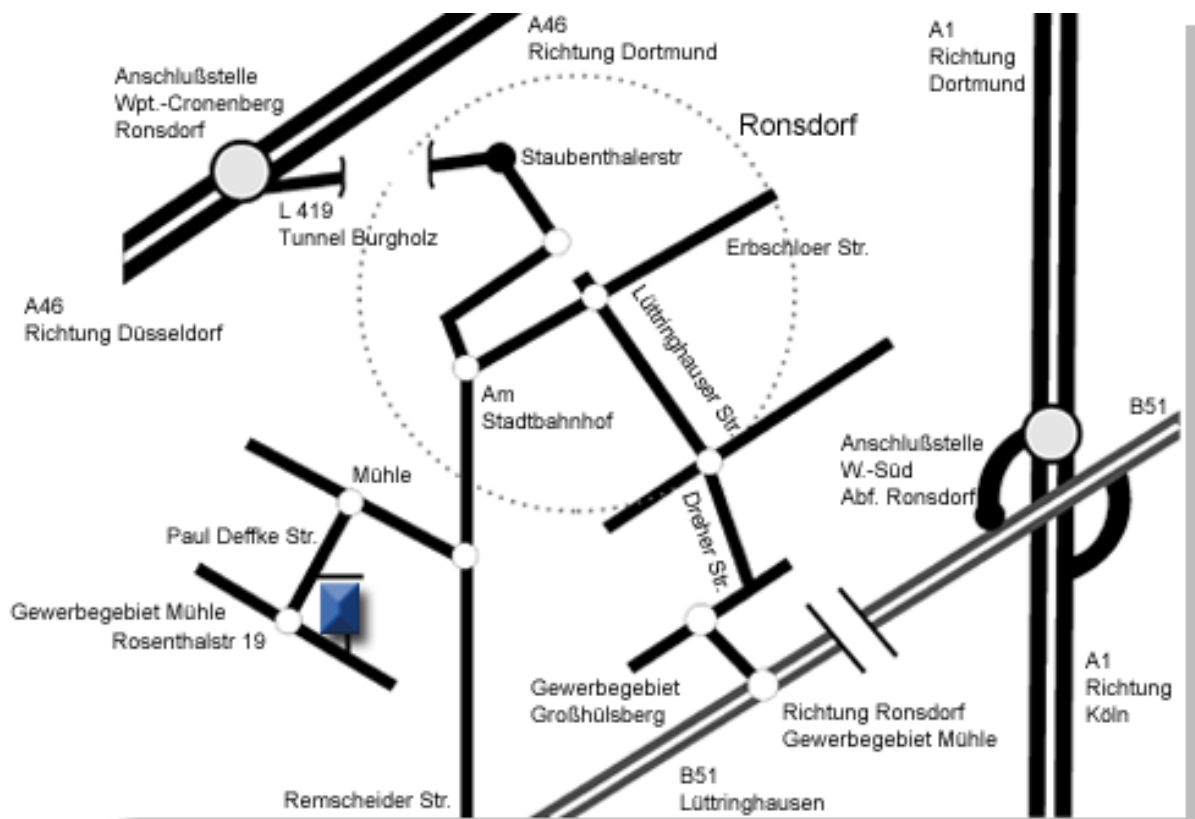 A46
Richtung Dortmund
A1
Richtung
Dortmund
Anschlußstelle
Wpt.-Cronenberg
Ronsdorf
Ronsdorf
Staubenthalerstr
L 419
Tunnel Burgholz
Erbschloer Str.
A46
Richtung Düsseldorf
Lüttringhauser Str.
Am
Stadtbahnhof
B51
Anschlußstelle
W.-Süd
Abf. Ronsdorf
Mühle
Paul Deffke Str.
Dreher Str.
Gewerbegebiet Mühle
Rosenthalstr 19
Gewerbegebiet
Großhülsberg
Richtung Ronsdorf
Gewerbegebiet Mühle
A1
Richtung
Köln
B51
Lüttringhausen
Remscheider Str.